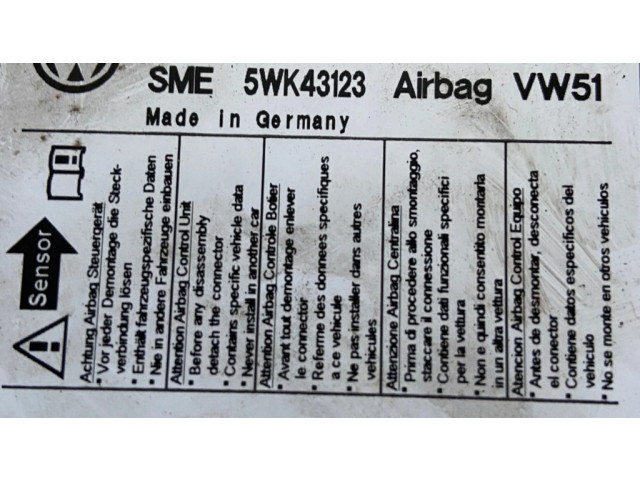 SME 5WK43123 Airbag VW51
Made in Germany
Sensor
Achtung Airbag Steuergerät
• Vor jeder Demontage die Steck-
verbindung lösen
• Enthält fahrzeugspezifische Daten
• Nie in andere Fahrzeuge einbauen
Attention Airbag Control Unit
• Before any disassembly
detach the connector
• Contains specific vehicle data
• Never install in another car
Attention Airbag Controle Boîier
• Avant tout demontage enlever
le connector
• Referme des donnees specifiques
a ce vehicule
• Ne pas installer dans autres
vehicules
Attenzione Airbag Centralina
• Prima di procedere allo smontaggio,
staccare il connessione
• Contiene dati funzionali specifici
per la vettura
• Non e quindi consentito montarla
in un altra vettura
Atencion Airbag Control Equipo
• Antes de desmontar, desconecta
el conector
• Contiene datos especificos del
vehiculo
• No se monte en otros vehiculos